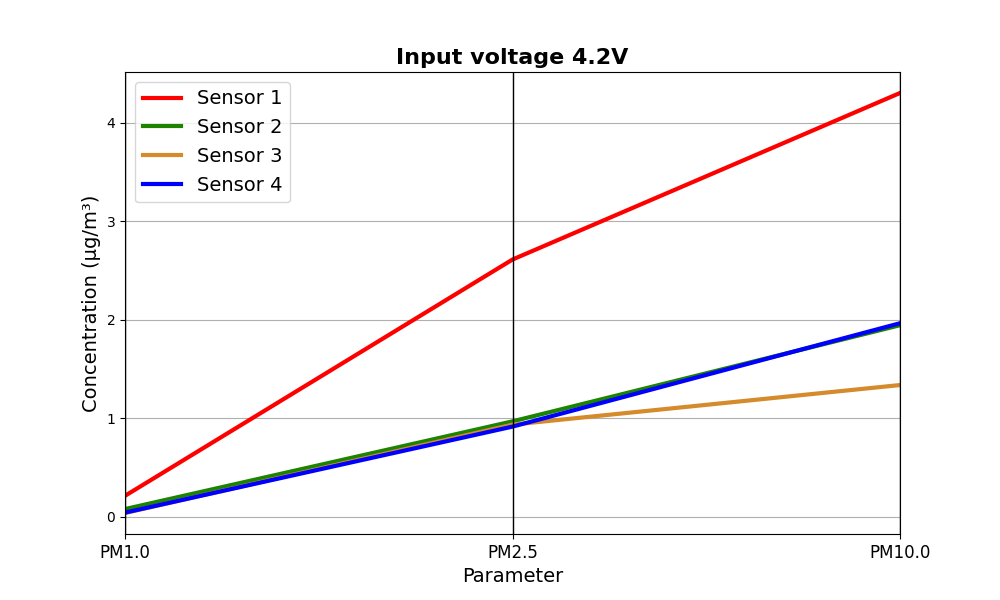 Input voltage 4.2V
Sensor 1
Sensor 2
Sensor 3
Sensor 4
Concentration (μg/m³)
4
3
2
1
0
PM1.0
PM2.5
PM10.0
Parameter